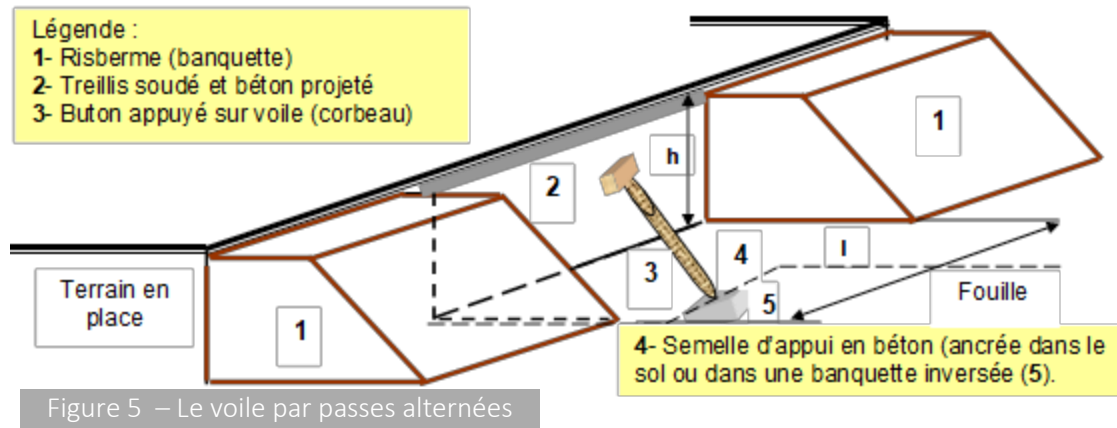 Légende :
1- Risberme (banquette)
2- Treillis soudé et béton projeté
3- Buton appuyé sur voile (corbeau)
1
h
2
4
l
3
Terrain en
place
5
Fouille
1
4- Semelle d'appui en béton (ancrée dans le
sol ou dans une banquette inversée (5).
Figure 5 – Le voile par passes alternées